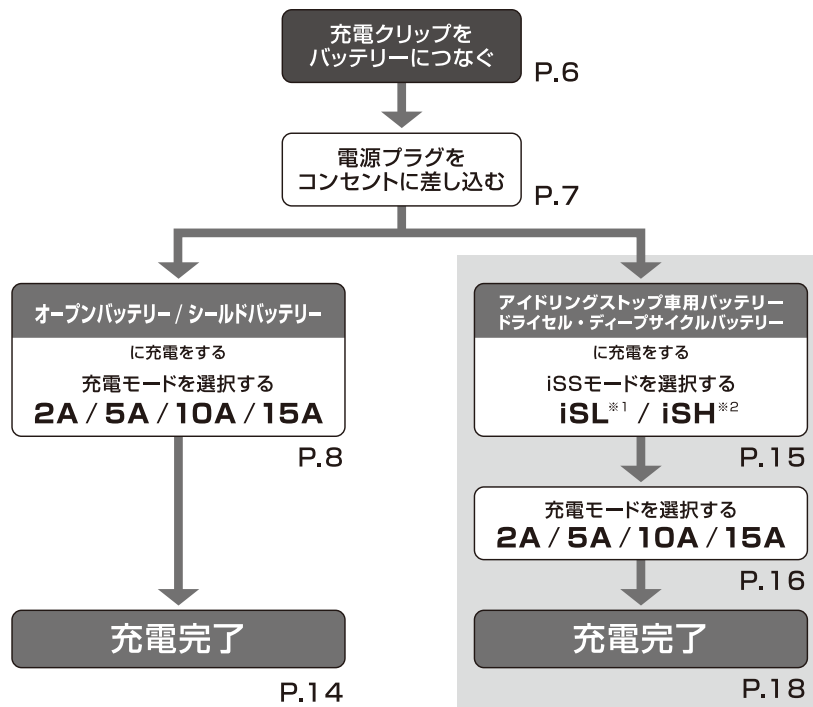 充電クリップを
バッテリーにつなぐ
P.6
電源プラグを
コンセントに差し込む
P.7
オープンバッテリー / シールドバッテリー
に充電をする
充電モードを選択する
2A / 5A / 10A / 15A
P.8
充電完了
P.14
アイドリングストップ車用バッテリー
ドライセル・ディープサイクルバッテリー
に充電をする
iSSモードを選択する
iSL※1 / iSH※2
P.15
充電モードを選択する
2A / 5A / 10A / 15A
P.16
充電完了
P.18